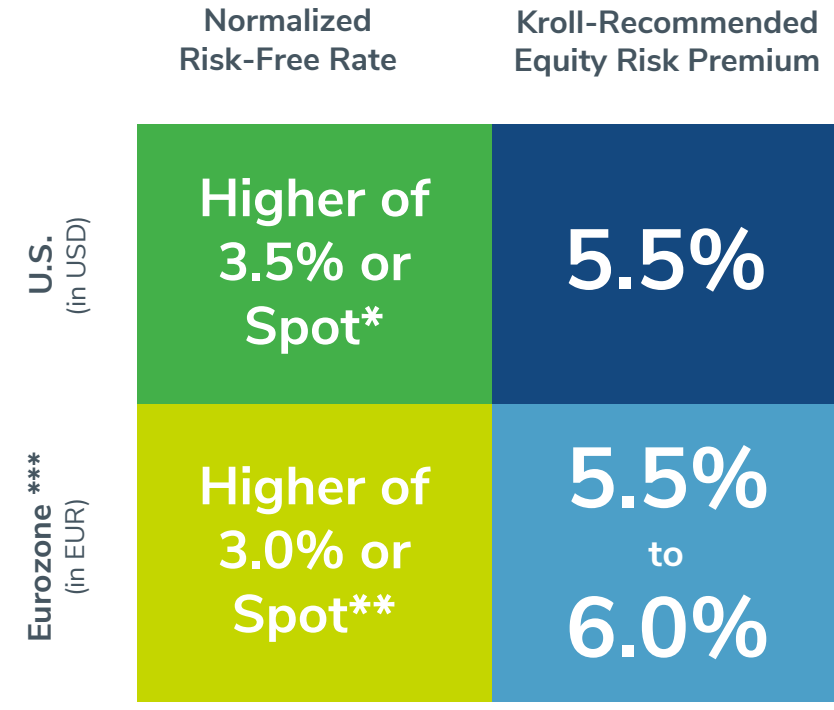 Normalized
Risk-Free Rate
Kroll-Recommended
Equity Risk Premium
U.S.
(in USD)
Higher of
3.5% or
Spot*
5.5%
Eurozone ***
(in EUR)
Higher of
3.0% or
Spot**
5.5%
to
6.0%